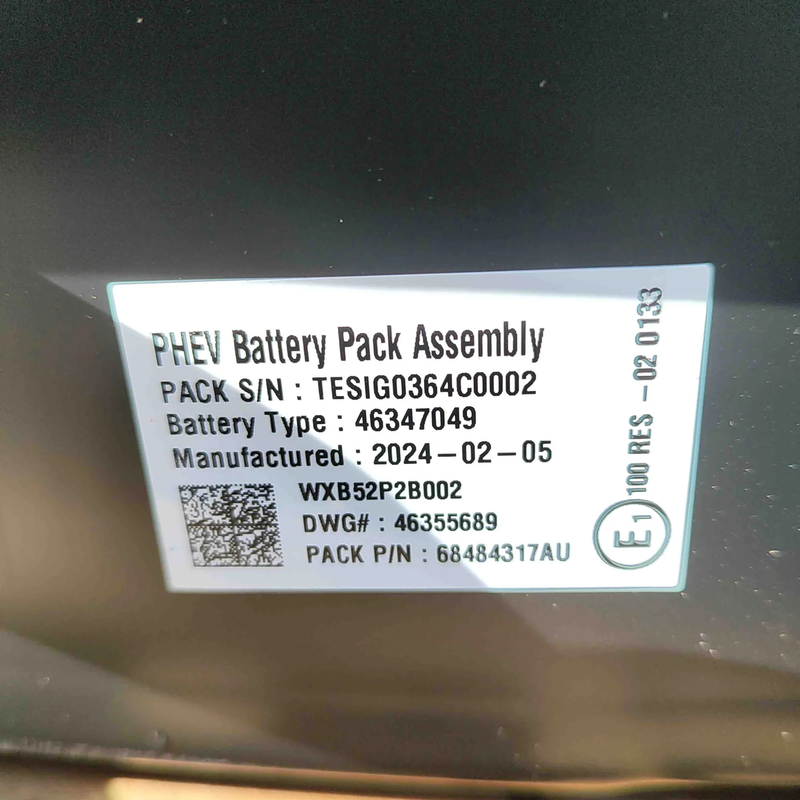 PHEV Battery Pack Assembly
PACK S/N : TESIG0364C0002
Battery Type : 46347049
Manufactured : 2024-02-05
WXB52P2B002
DWG# : 46355689
PACK P/N : 68484317AU
E1
100 RES - 02 0133